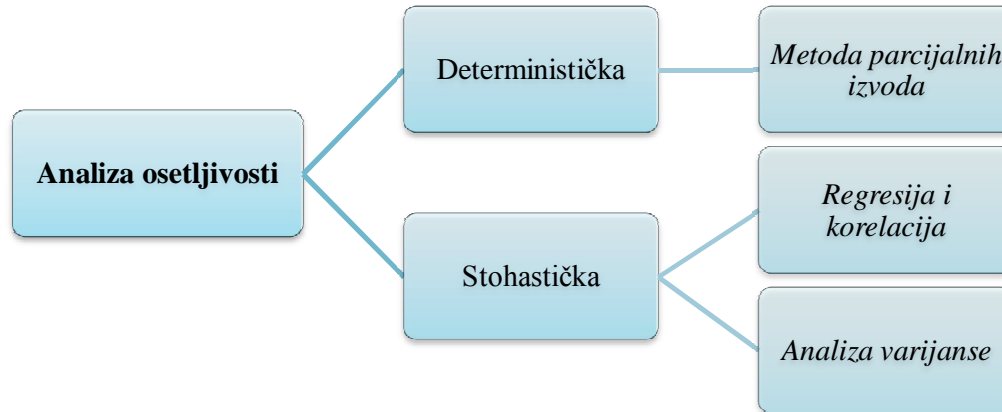 Analiza osetljivosti
Deterministička
Metoda parcijalnih
izvoda
Stohastička
Regresija i
korelacija
Analiza varijanse